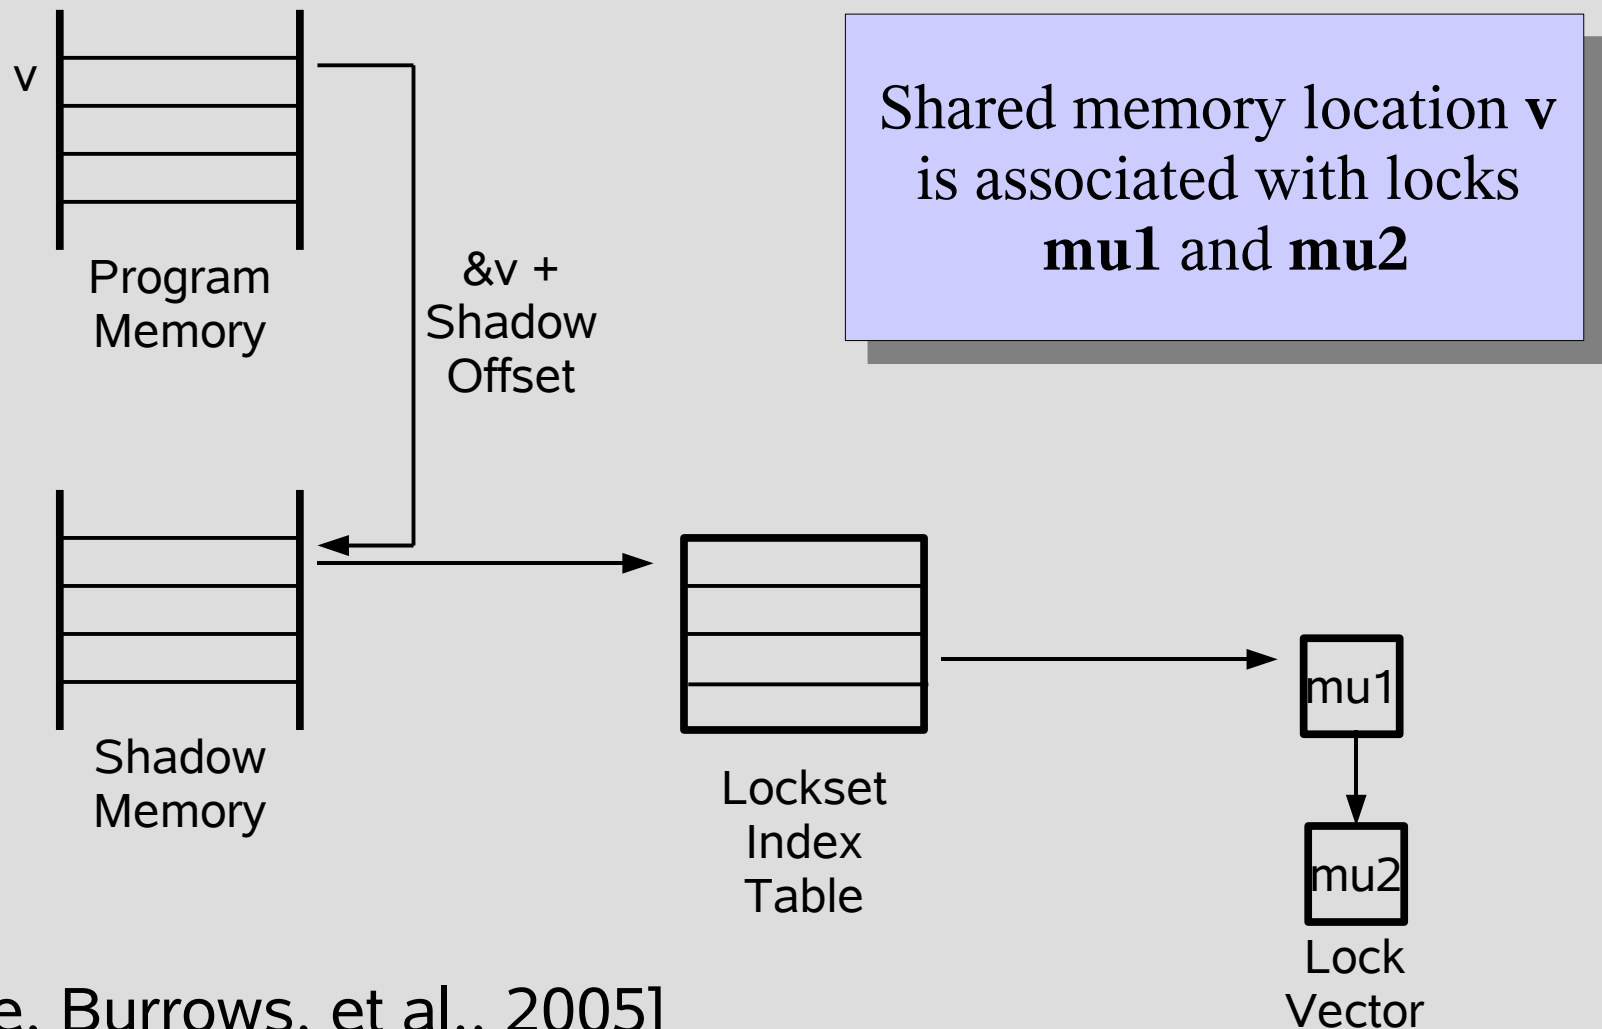 v
Shared memory location v
is associated with locks
mu1 and mu2
Program
Memory
&v +
Shadow
Offset
Shadow
Memory
Lockset
Index
Table
mu1
mu2
Lock
Vector
Burrows, et al., 2005]